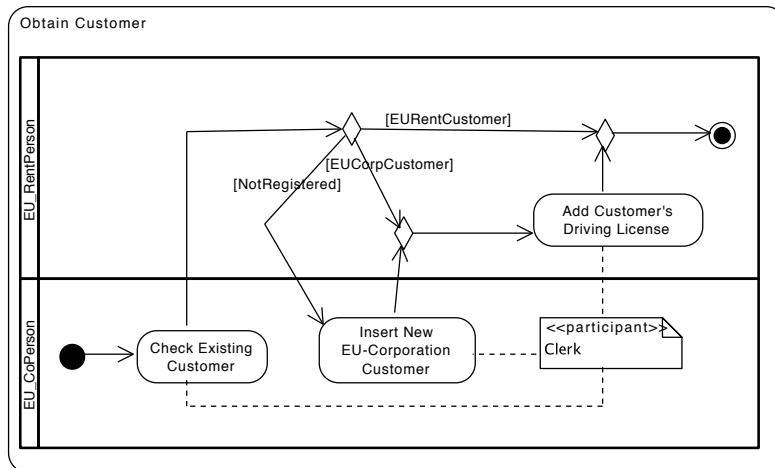 Obtain Customer
EU_RentPerson
[EURentCustomer]
[EUCorpCustomer]
[NotRegistered]
Add Customer's
Driving License
EU_CoPerson
Check Existing
Customer
Insert New
EU-Corporation
Customer
<<participant>>
Clerk